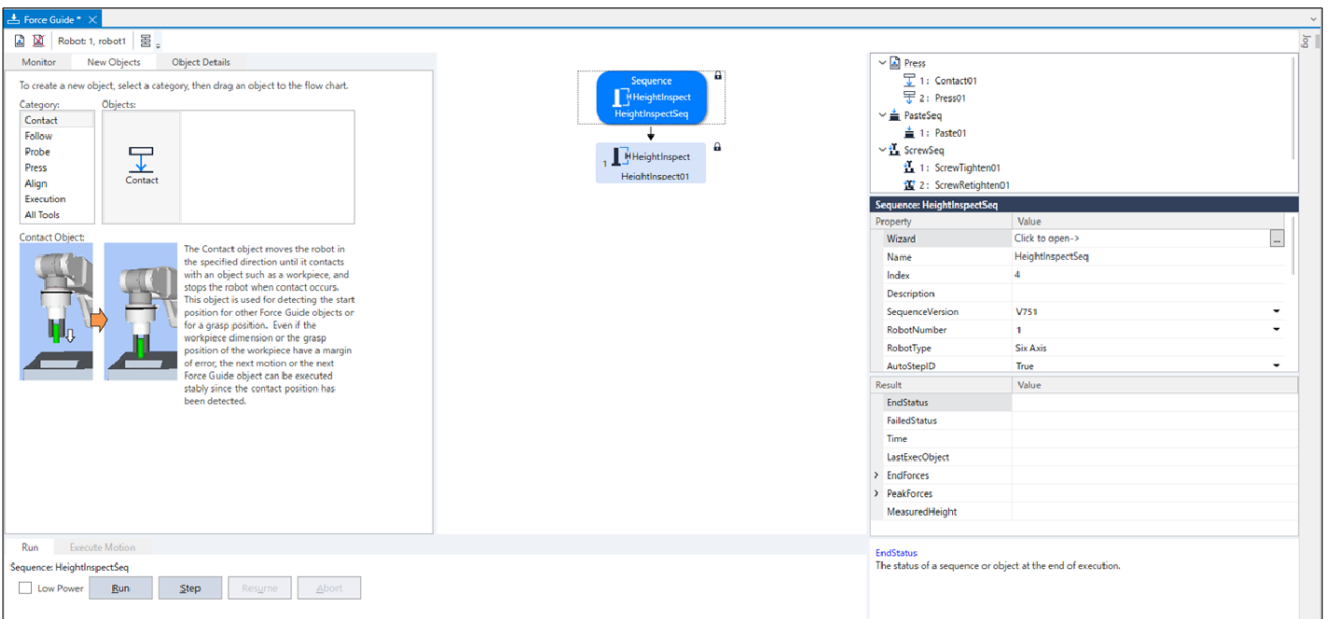 Force Guide *
Robot: 1, robot1
Jog
Monitor New Objects Object Details
To create a new object, select a category, then drag an object to the flow chart.
Category: Objects:
Contact
Follow
Probe
Press
Align
Execution
All Tools
Contact
Contact Object:
The Contact object moves the robot in
the specified direction until it contacts
with an object such as a workpiece, and
stops the robot when contact occurs.
This object is used for detecting the start
position for other Force Guide objects or
for a grasp position. Even if the
workpiece dimension or the grasp
position of the workpiece have a margin
of error, the next motion or the next
Force Guide object can be executed
stably since the contact position has
been detected.
Sequence
HeightInspect
HeightInspectSeq
1 HeightInspect
HeightInspect01
Press
1: Contact01
2: Press01
PasteSeq
1: Paste01
ScrewSeq
1: ScrewTighten01
2: ScrewRetighten01
Sequence: HeightInspectSeq
Property Value
Wizard Click to open-> ...
Name HeightInspectSeq
Index 4
Description
SequenceVersion V751
RobotNumber 1
RobotType Six Axis
AutoStepID True
Result Value
EndStatus
FailedStatus
Time
LastExecObject
EndForces
PeakForces
MeasuredHeight
EndStatus
The status of a sequence or object at the end of execution.
Run Execute Motion
Sequence: HeightInspectSeq
Low Power Run Step Resume Abort